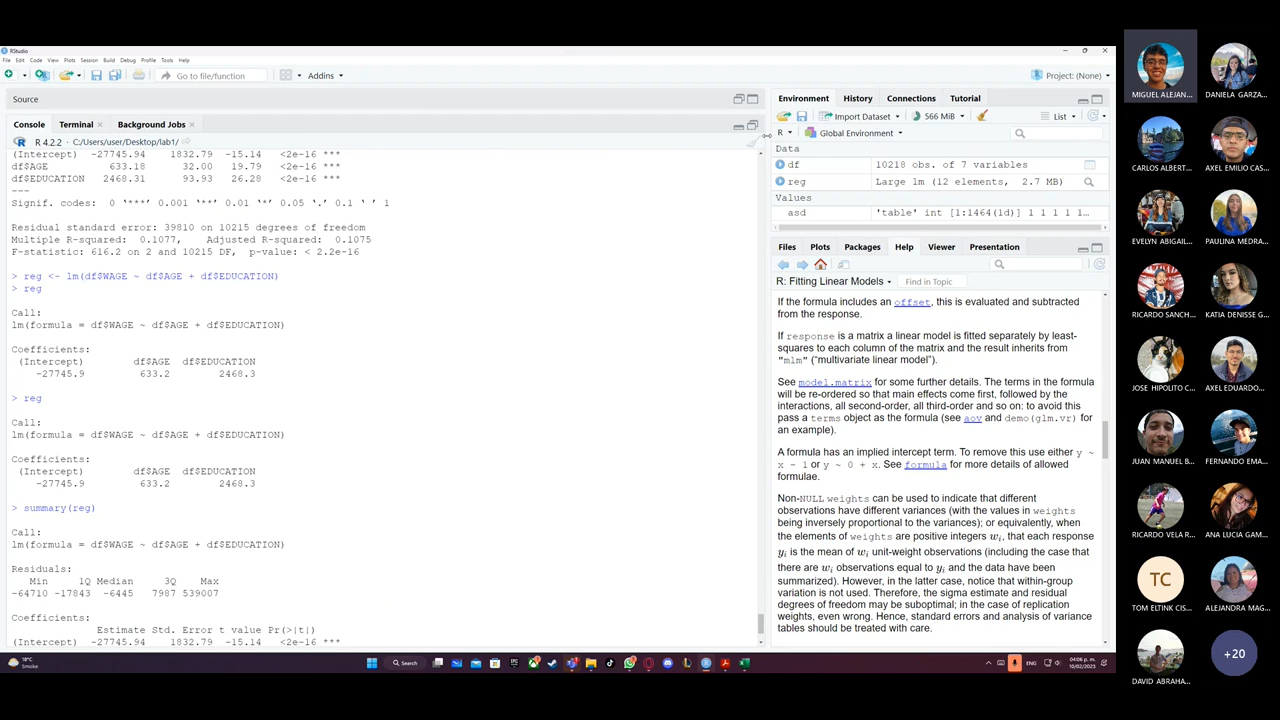 RStudio
File Edit Code View Plots Session Build Debug Profile Tools Help
Go to file/function
Addins
Project: (None)
Source
Console Terminal Background Jobs
R 4.2.2 · C:/Users/user/Desktop/lab1/
(Intercept) -27745.94 1832.79 -15.14 <2e-16 ***
df$AGE 633.18 32.00 19.79 <2e-16 ***
df$EDUCATION 2468.31 93.93 26.28 <2e-16 ***
---
Signif. codes: 0 ‘***’ 0.001 ‘**’ 0.01 ‘*’ 0.05 ‘.’ 0.1 ‘ ’ 1
Residual standard error: 39810 on 10215 degrees of freedom
Multiple R-squared: 0.1077, Adjusted R-squared: 0.1075
F-statistic: 616.2 on 2 and 10215 DF, p-value: < 2.2e-16
> reg <- lm(df$WAGE ~ df$AGE + df$EDUCATION)
> reg
Call:
lm(formula = df$WAGE ~ df$AGE + df$EDUCATION)
Coefficients:
(Intercept) df$AGE df$EDUCATION
-27745.9 633.2 2468.3
> reg
Call:
lm(formula = df$WAGE ~ df$AGE + df$EDUCATION)
Coefficients:
(Intercept) df$AGE df$EDUCATION
-27745.9 633.2 2468.3
> summary(reg)
Call:
lm(formula = df$WAGE ~ df$AGE + df$EDUCATION)
Residuals:
Min 1Q Median 3Q Max
-64710 -17843 -6445 7987 539007
Coefficients:
Estimate Std. Error t value Pr(>|t|)
(Intercept) -27745.94 1832.79 -15.14 <2e-16 ***
Environment History Connections Tutorial
Import Dataset 566 MiB List
R Global Environment
Data
df 10218 obs. of 7 variables
reg Large lm (12 elements, 2.7 MB)
Values
asd 'table' int [1:1464(1d)] 1 1 1 1 1…
Files Plots Packages Help Viewer Presentation
R: Fitting Linear Models Find in Topic
If the formula includes an offset, this is evaluated and subtracted
from the response.
If response is a matrix a linear model is fitted separately by least-
squares to each column of the matrix and the result inherits from
"mlm" (“multivariate linear model”).
See model.matrix for some further details. The terms in the formula
will be re-ordered so that main effects come first, followed by the
interactions, all second-order, all third-order and so on: to avoid this
pass a terms object as the formula (see aov and demo(glm.vr) for
an example).
A formula has an implied intercept term. To remove this use either y ~
x - 1 or y ~ 0 + x. See formula for more details of allowed
formulae.
Non-NULL weights can be used to indicate that different
observations have different variances (with the values in weights
being inversely proportional to the variances); or equivalently, when
the elements of weights are positive integers wi, that each response
yi is the mean of wi unit-weight observations (including the case that
there are wi observations equal to yi and the data have been
summarized). However, in the latter case, notice that within-group
variation is not used. Therefore, the sigma estimate and residual
degrees of freedom may be suboptimal; in the case of replication
weights, even wrong. Hence, standard errors and analysis of variance
tables should be treated with care.
18°C
Smoke
Search
ENG
04:06 p. m.
10/02/2023
MIGUEL ALEJAN...
DANIELA GARZA...
CARLOS ALBERT...
AXEL EMILIO CAS...
EVELYN ABIGAIL...
PAULINA MEDRA...
RICARDO SANCH...
KATIA DENISSE G...
JOSE HIPOLITO C...
AXEL EDUARDO...
JUAN MANUEL B...
FERNANDO EMA...
RICARDO VELA R...
ANA LUCIA GAM...
TC
TOM ELTINK CIS...
ALEJANDRA MAG...
DAVID ABRAHA...
+20